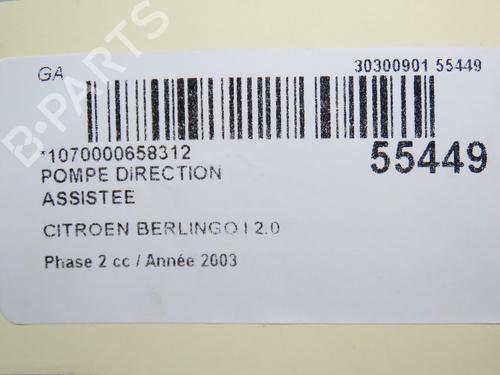 GA
30300901 55449
*1070000658312
55449
POMPE DIRECTION
ASSISTEE
CITROEN BERLINGO I 2.0
Phase 2 cc / Année 2003
B-PARTS